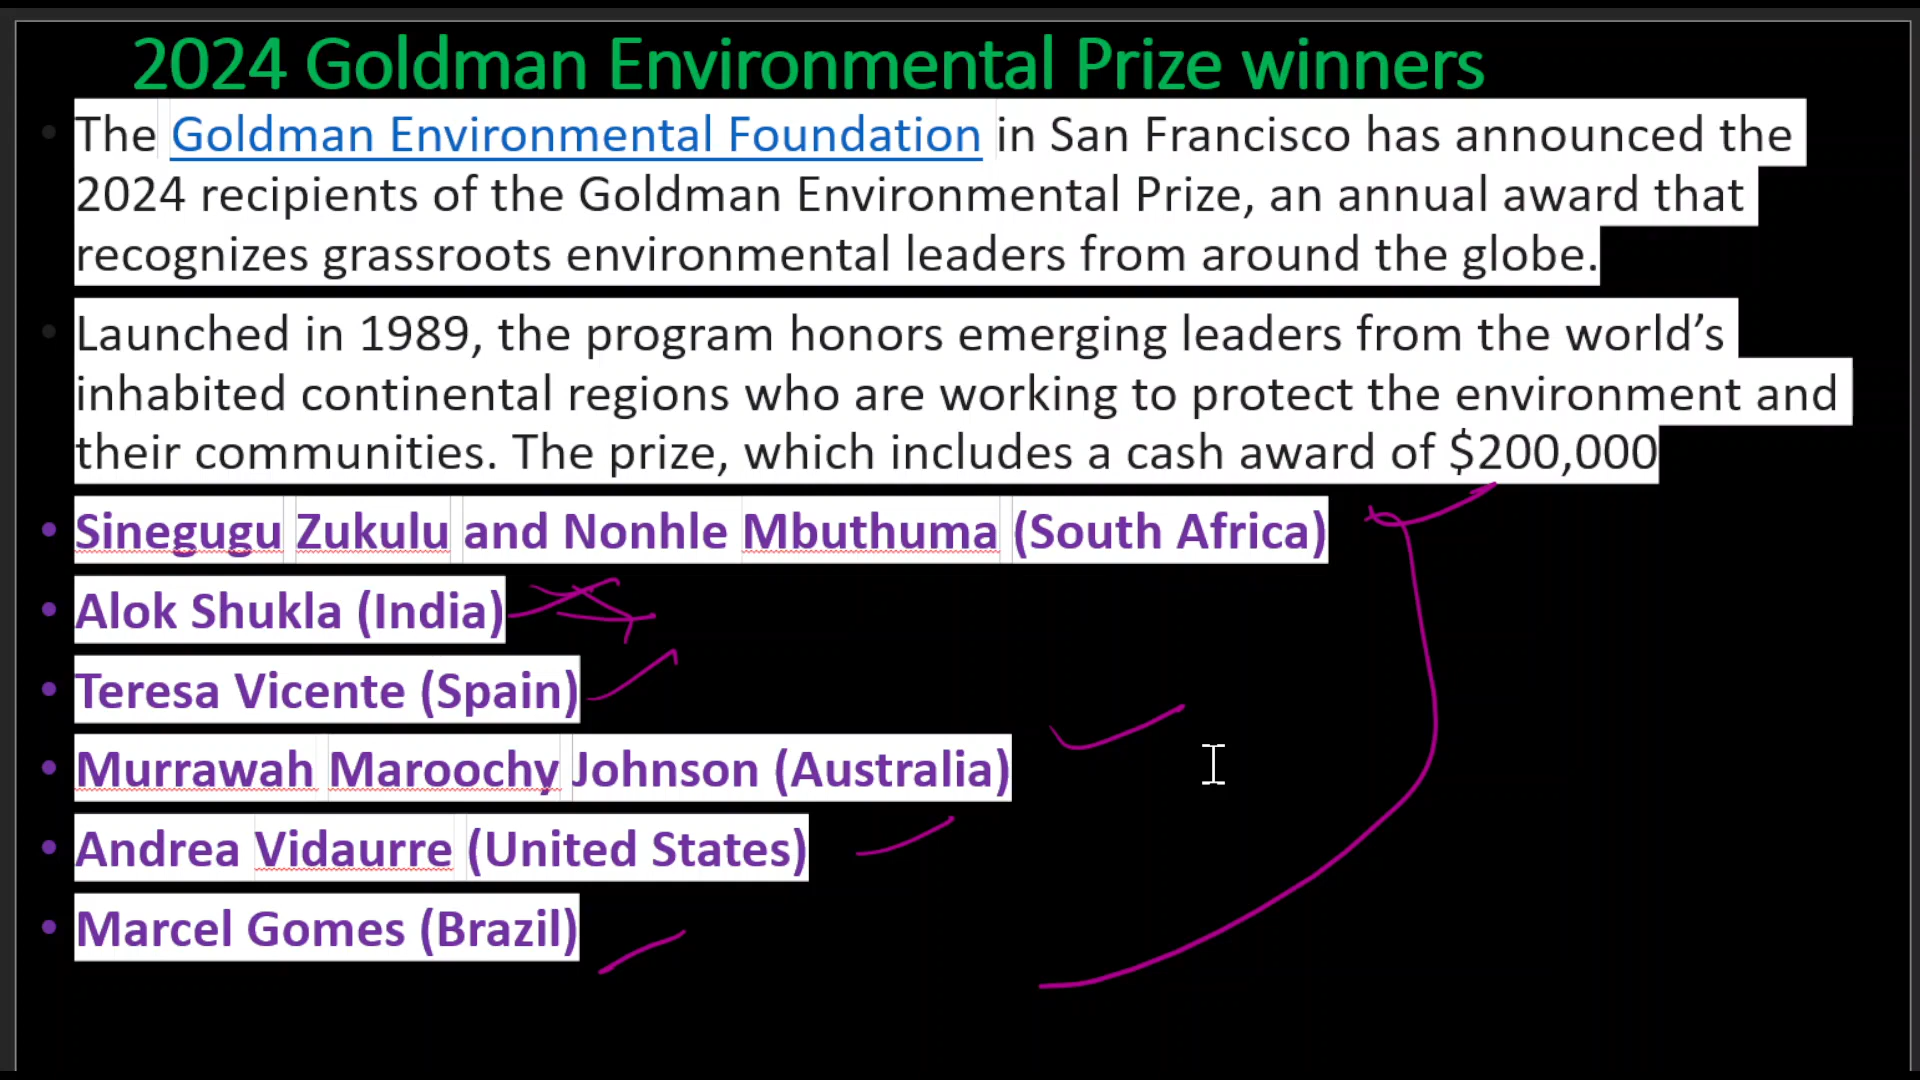 2024 Goldman Environmental Prize winners
• The Goldman Environmental Foundation in San Francisco has announced the
2024 recipients of the Goldman Environmental Prize, an annual award that
recognizes grassroots environmental leaders from around the globe.
• Launched in 1989, the program honors emerging leaders from the world’s
inhabited continental regions who are working to protect the environment and
their communities. The prize, which includes a cash award of $200,000
• Sinegugu Zukulu and Nonhle Mbuthuma (South Africa)
• Alok Shukla (India)
• Teresa Vicente (Spain)
• Murrawah Maroochy Johnson (Australia)
• Andrea Vidaurre (United States)
• Marcel Gomes (Brazil)